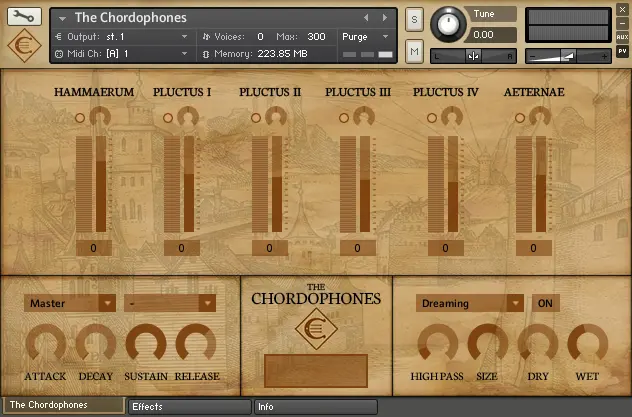 The Chordophones
Output: st.1 Voices: 0 Max: 300 Purge
Midi Ch: [A] 1 Memory: 223.85 MB
S
M
Tune
0.00
L R
AUX
PV
HAMMAERUM PLUCTUS I PLUCTUS II PLUCTUS III PLUCTUS IV AETERNAE
0 0 0 0 0 0
Master -
ATTACK DECAY SUSTAIN RELEASE
THE
CHORDOPHONES
Dreaming ON
HIGH PASS SIZE DRY WET
The Chordophones Effects Info